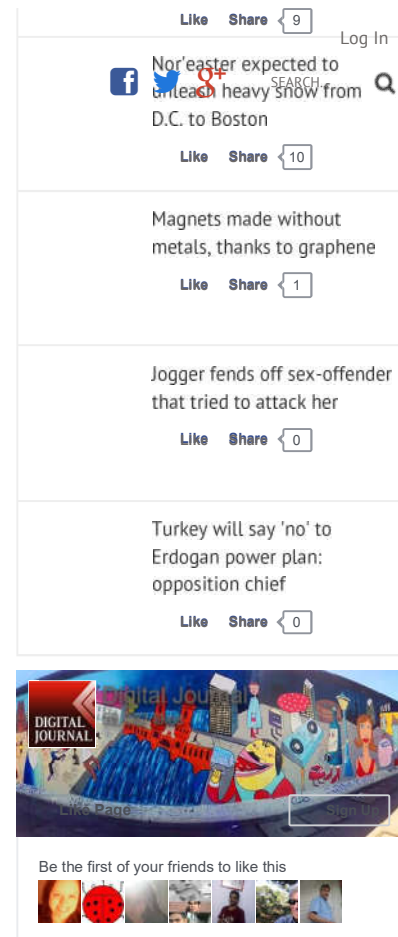 Like Share 9
Log In
Nor'easter expected to
unleash heavy snow from
SEARCH...
D.C. to Boston
Like Share 10
Magnets made without
metals, thanks to graphene
Like Share 1
Jogger fends off sex-offender
that tried to attack her
Like Share 0
Turkey will say 'no' to
Erdogan power plan:
opposition chief
Like Share 0
Digital Journal
DIGITAL
JOURNAL
Like Page
Sign Up
Be the first of your friends to like this